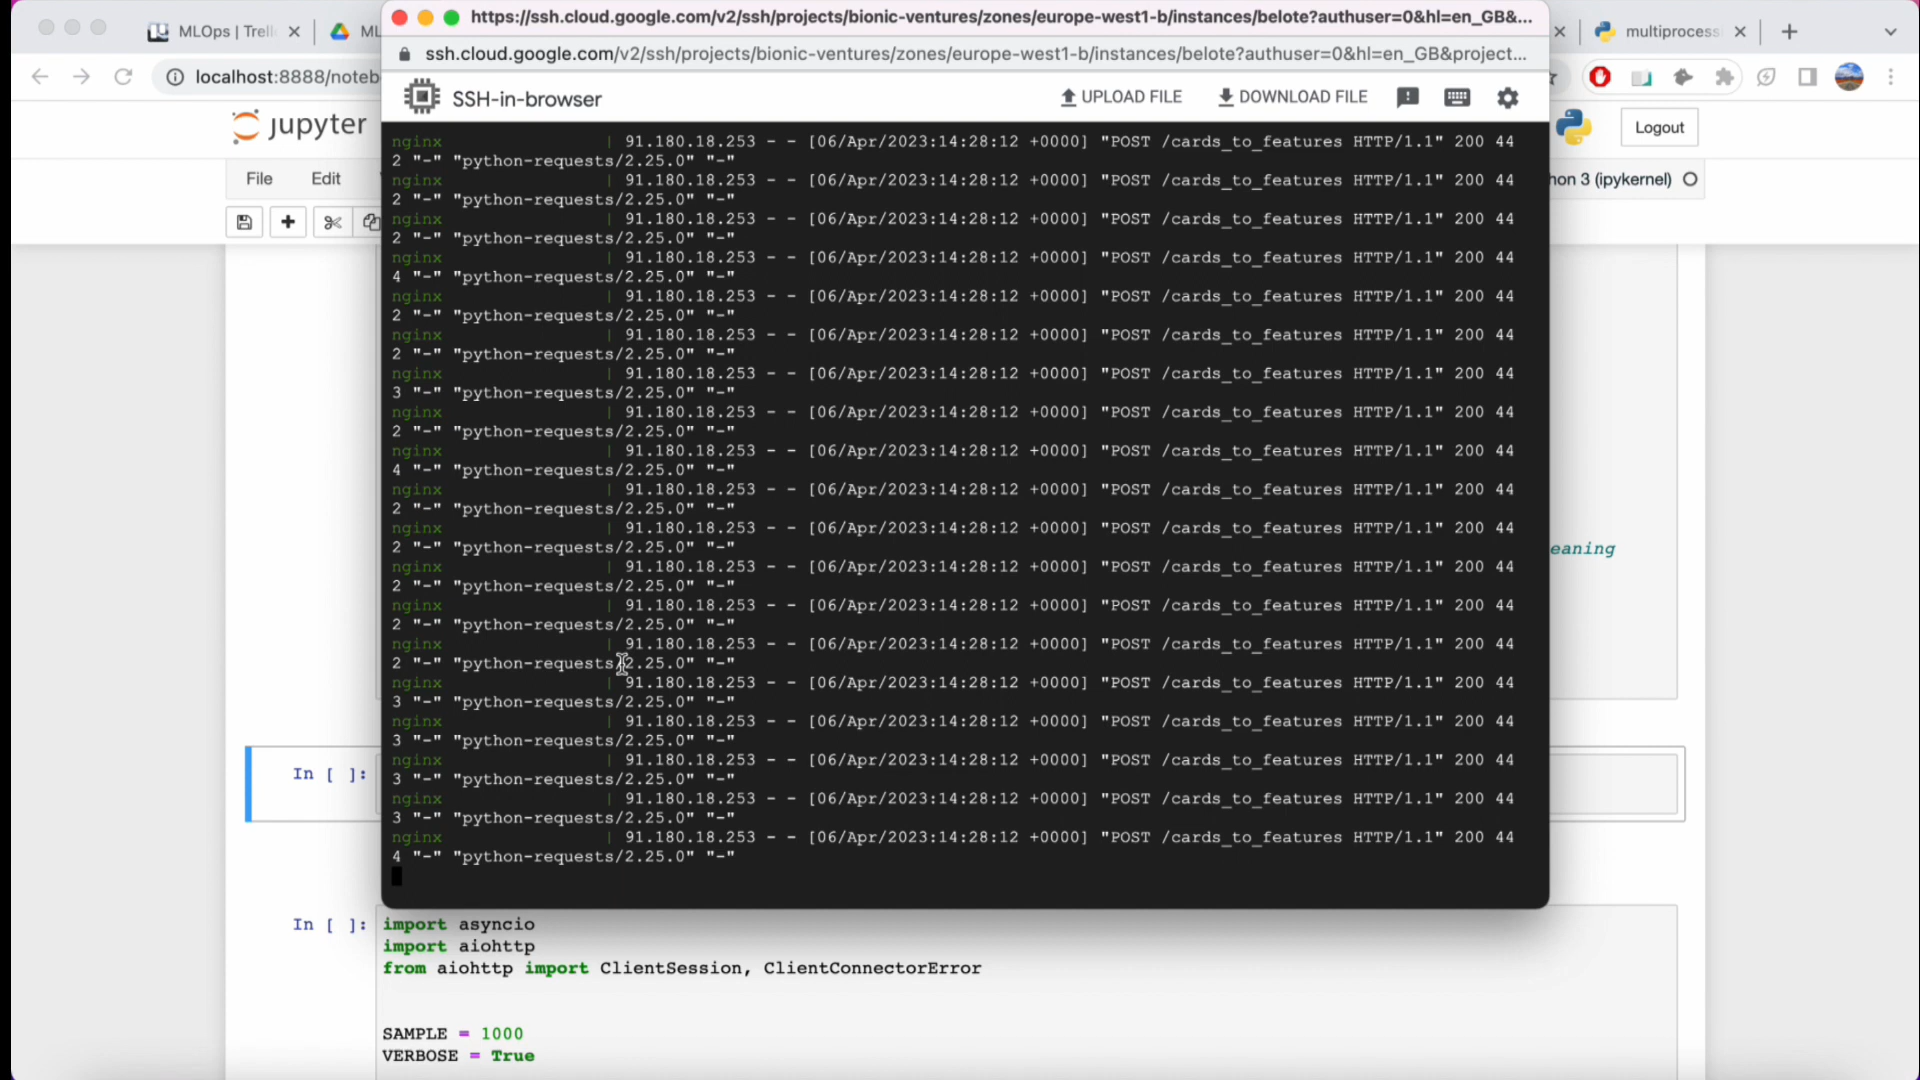 https://ssh.cloud.google.com/v2/ssh/projects/bionic-ventures/zones/europe-west1-b/instances/belote?authuser=0&hl=en_GB&...
MLOps | Trell
ML
multiprocess
ssh.cloud.google.com/v2/ssh/projects/bionic-ventures/zones/europe-west1-b/instances/belote?authuser=0&hl=en_GB&project...
localhost:8888/noteb
SSH-in-browser
UPLOAD FILE
DOWNLOAD FILE
jupyter
Logout
File
Edit
hon 3 (ipykernel)
nginx | 91.180.18.253 - - [06/Apr/2023:14:28:12 +0000] "POST /cards_to_features HTTP/1.1" 200 44
2 "-" "python-requests/2.25.0" "-"
nginx | 91.180.18.253 - - [06/Apr/2023:14:28:12 +0000] "POST /cards_to_features HTTP/1.1" 200 44
2 "-" "python-requests/2.25.0" "-"
nginx | 91.180.18.253 - - [06/Apr/2023:14:28:12 +0000] "POST /cards_to_features HTTP/1.1" 200 44
2 "-" "python-requests/2.25.0" "-"
nginx | 91.180.18.253 - - [06/Apr/2023:14:28:12 +0000] "POST /cards_to_features HTTP/1.1" 200 44
4 "-" "python-requests/2.25.0" "-"
nginx | 91.180.18.253 - - [06/Apr/2023:14:28:12 +0000] "POST /cards_to_features HTTP/1.1" 200 44
2 "-" "python-requests/2.25.0" "-"
nginx | 91.180.18.253 - - [06/Apr/2023:14:28:12 +0000] "POST /cards_to_features HTTP/1.1" 200 44
2 "-" "python-requests/2.25.0" "-"
nginx | 91.180.18.253 - - [06/Apr/2023:14:28:12 +0000] "POST /cards_to_features HTTP/1.1" 200 44
3 "-" "python-requests/2.25.0" "-"
nginx | 91.180.18.253 - - [06/Apr/2023:14:28:12 +0000] "POST /cards_to_features HTTP/1.1" 200 44
2 "-" "python-requests/2.25.0" "-"
nginx | 91.180.18.253 - - [06/Apr/2023:14:28:12 +0000] "POST /cards_to_features HTTP/1.1" 200 44
4 "-" "python-requests/2.25.0" "-"
nginx | 91.180.18.253 - - [06/Apr/2023:14:28:12 +0000] "POST /cards_to_features HTTP/1.1" 200 44
2 "-" "python-requests/2.25.0" "-"
nginx | 91.180.18.253 - - [06/Apr/2023:14:28:12 +0000] "POST /cards_to_features HTTP/1.1" 200 44
2 "-" "python-requests/2.25.0" "-"
eaning
nginx | 91.180.18.253 - - [06/Apr/2023:14:28:12 +0000] "POST /cards_to_features HTTP/1.1" 200 44
2 "-" "python-requests/2.25.0" "-"
nginx | 91.180.18.253 - - [06/Apr/2023:14:28:12 +0000] "POST /cards_to_features HTTP/1.1" 200 44
2 "-" "python-requests/2.25.0" "-"
nginx | 91.180.18.253 - - [06/Apr/2023:14:28:12 +0000] "POST /cards_to_features HTTP/1.1" 200 44
2 "-" "python-requests/2.25.0" "-"
nginx | 91.180.18.253 - - [06/Apr/2023:14:28:12 +0000] "POST /cards_to_features HTTP/1.1" 200 44
3 "-" "python-requests/2.25.0" "-"
nginx | 91.180.18.253 - - [06/Apr/2023:14:28:12 +0000] "POST /cards_to_features HTTP/1.1" 200 44
3 "-" "python-requests/2.25.0" "-"
nginx | 91.180.18.253 - - [06/Apr/2023:14:28:12 +0000] "POST /cards_to_features HTTP/1.1" 200 44
3 "-" "python-requests/2.25.0" "-"
nginx | 91.180.18.253 - - [06/Apr/2023:14:28:12 +0000] "POST /cards_to_features HTTP/1.1" 200 44
3 "-" "python-requests/2.25.0" "-"
nginx | 91.180.18.253 - - [06/Apr/2023:14:28:12 +0000] "POST /cards_to_features HTTP/1.1" 200 44
4 "-" "python-requests/2.25.0" "-"
In [ ]:
In [ ]:
import asyncio
import aiohttp
from aiohttp import ClientSession, ClientConnectorError
SAMPLE = 1000
VERBOSE = True